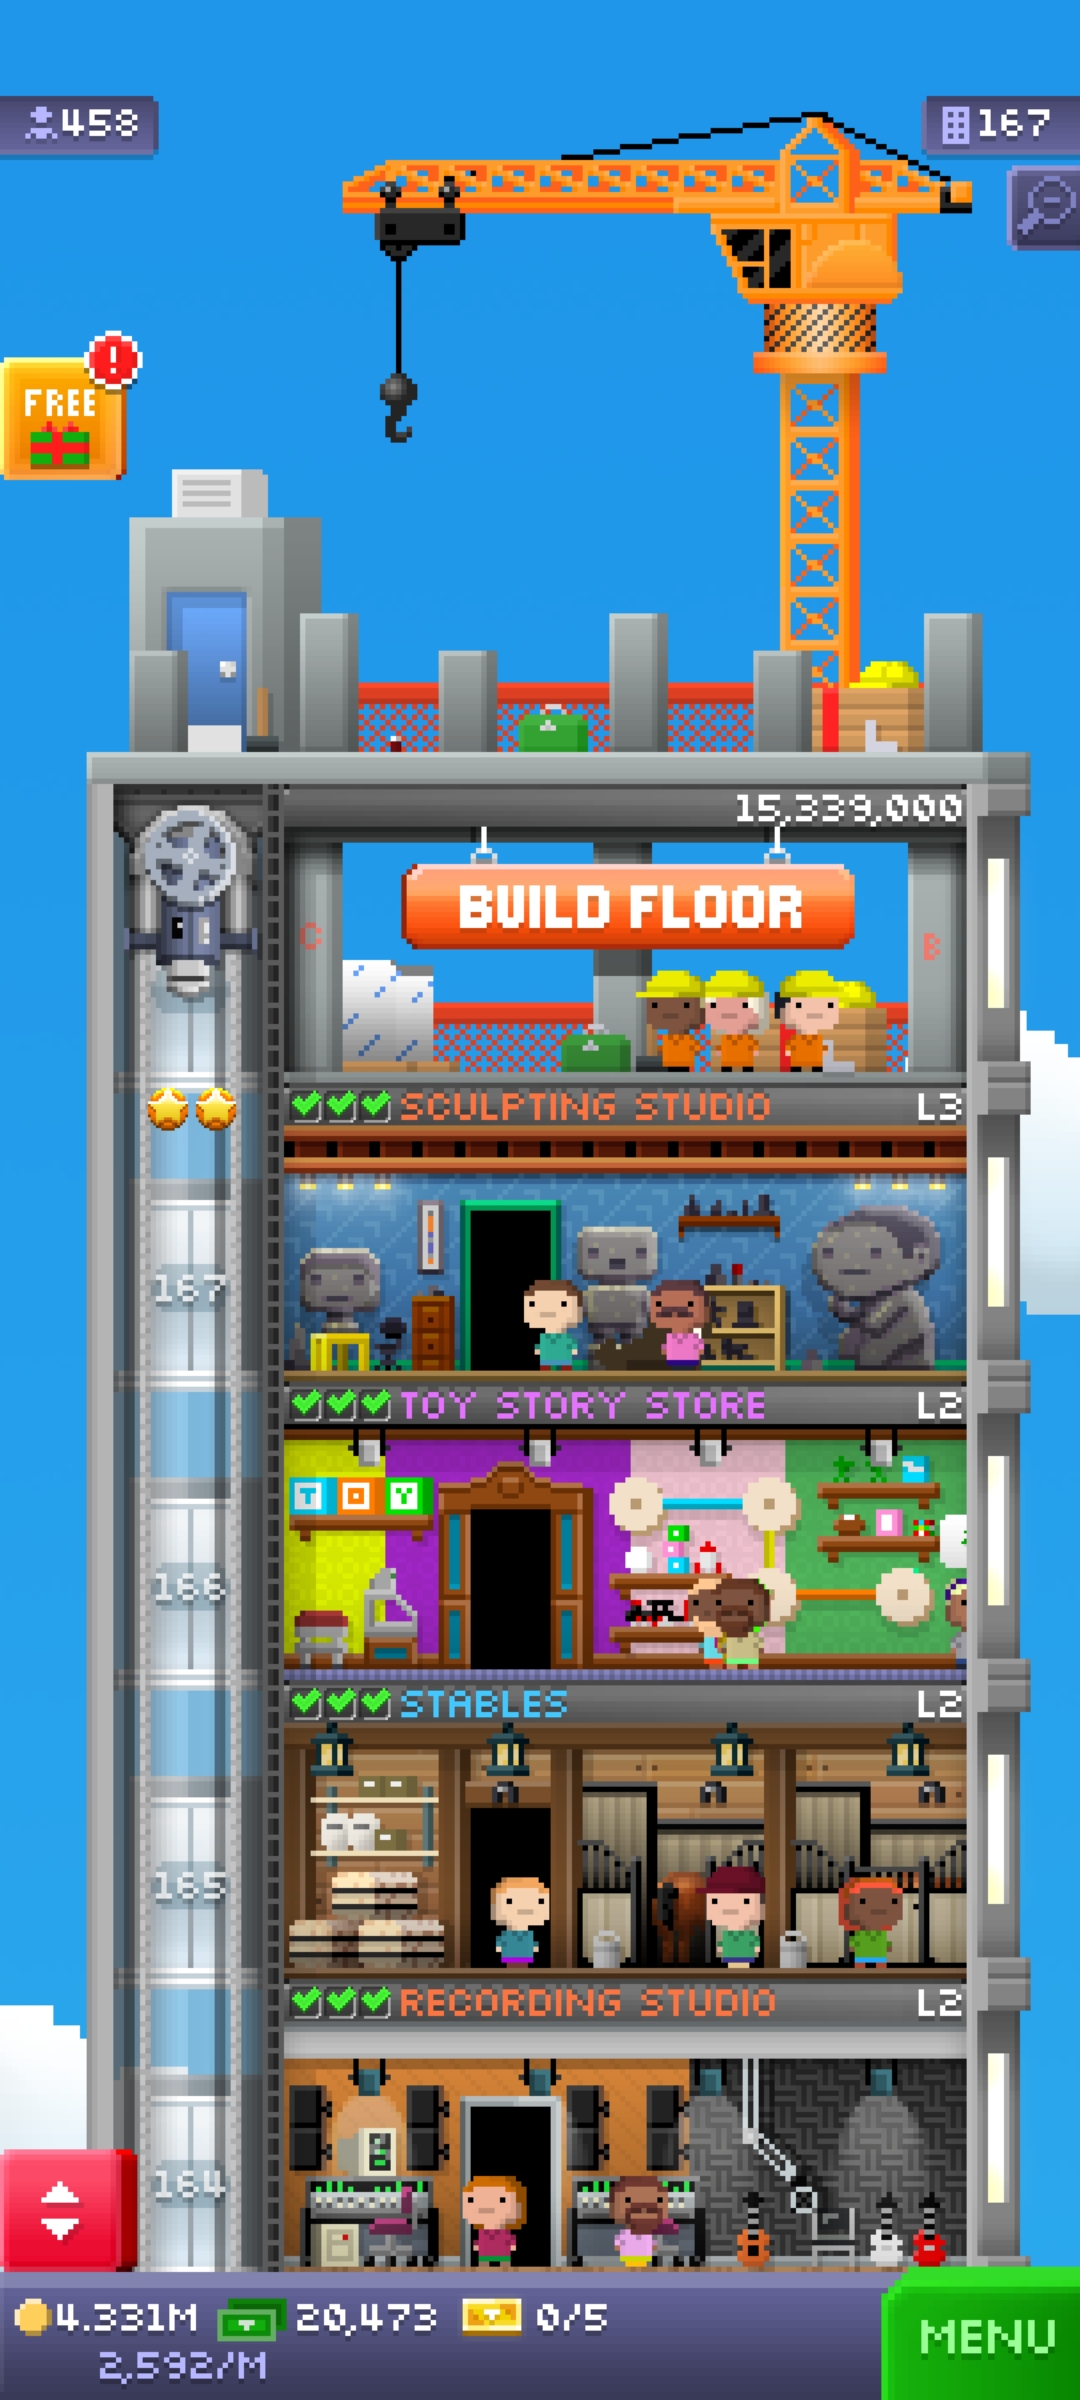 458
167
FREE
15,339,000
BUILD FLOOR
C
B
SCULPTING STUDIO L3
167
TOY STORY STORE L2
TOY
166
STABLES L2
165
RECORDING STUDIO L2
164
4.331M 20,473 0/5
2,592/M
MENU